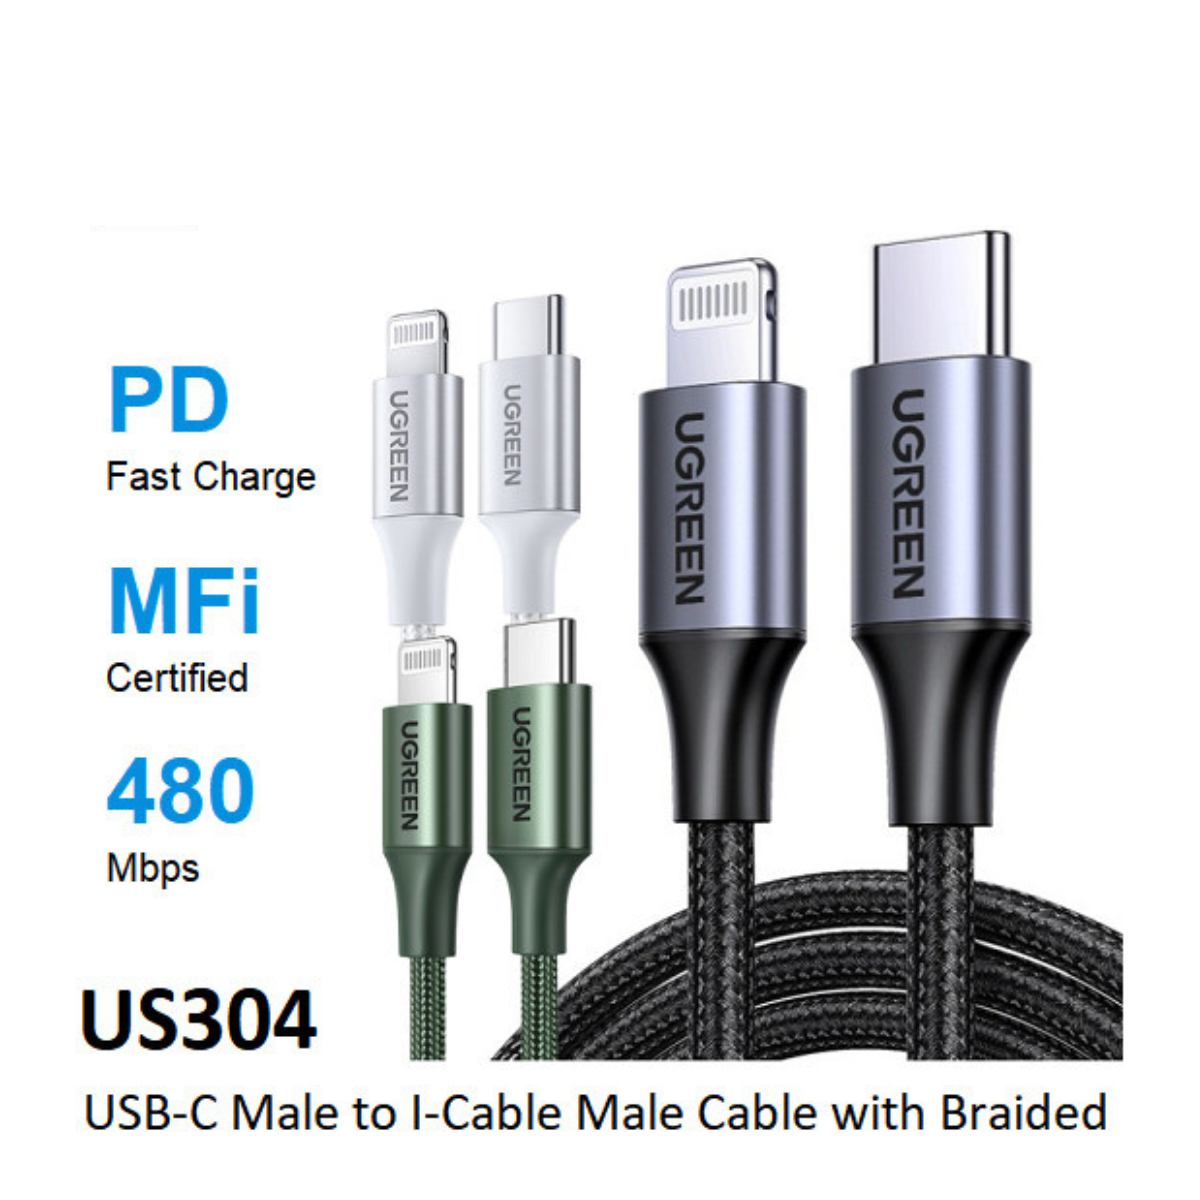 PD
Fast Charge
MFi
Certified
480
Mbps
UGREEN
UGREEN
UGREEN
UGREEN
UGREEN
UGREEN
US304
USB-C Male to I-Cable Male Cable with Braided